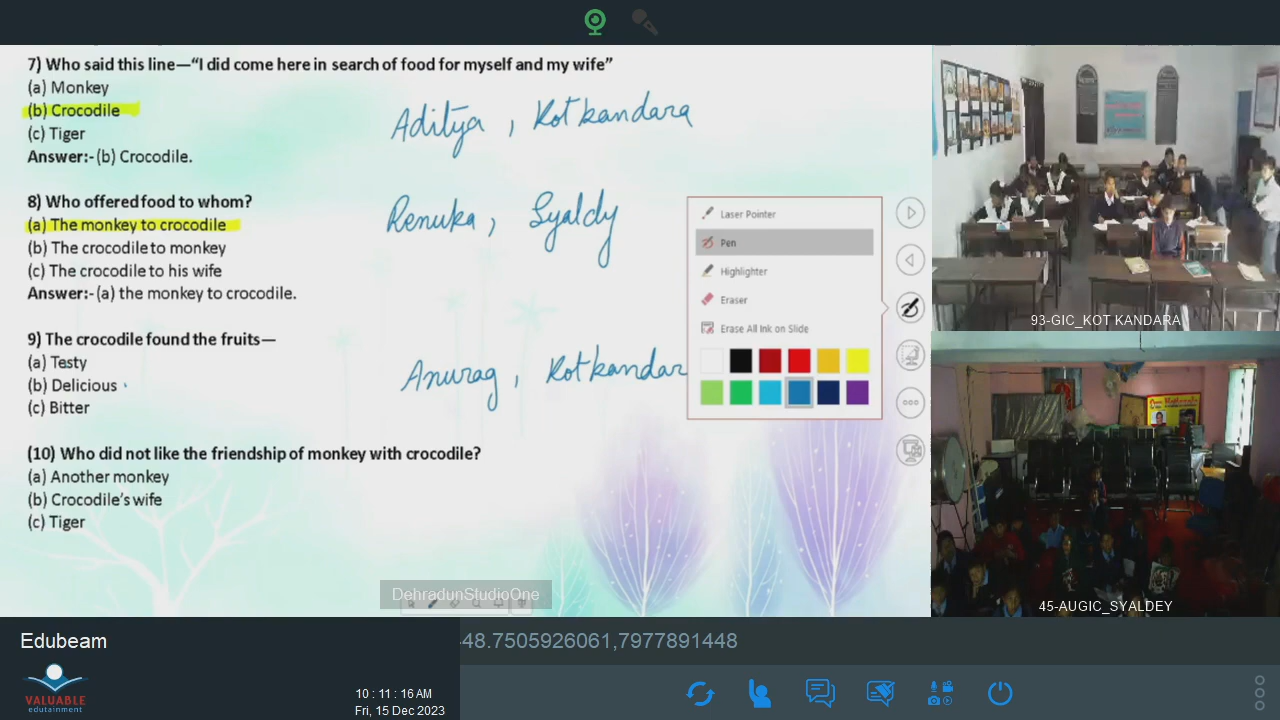 7) Who said this line—“I did come here in search of food for myself and my wife”
(a) Monkey
(b) Crocodile
(c) Tiger
Answer:- (b) Crocodile.
Aditya , Kotkandara
8) Who offered food to whom?
(a) The monkey to crocodile
(b) The crocodile to monkey
(c) The crocodile to his wife
Answer:- (a) the monkey to crocodile.
Renuka, Syaldy
9) The crocodile found the fruits—
(a) Testy
(b) Delicious
(c) Bitter
Anurag , Kotkandar
(10) Who did not like the friendship of monkey with crocodile?
(a) Another monkey
(b) Crocodile’s wife
(c) Tiger
Laser Pointer
Pen
Highlighter
Eraser
Erase All Ink on Slide
93-GIC_KOT KANDARA
45-AUGIC_SYALDEY
DehradunStudioOne
Edubeam
48.7505926061,7977891448
VALUABLE
edutainment
10 : 11 : 16 AM
Fri, 15 Dec 2023